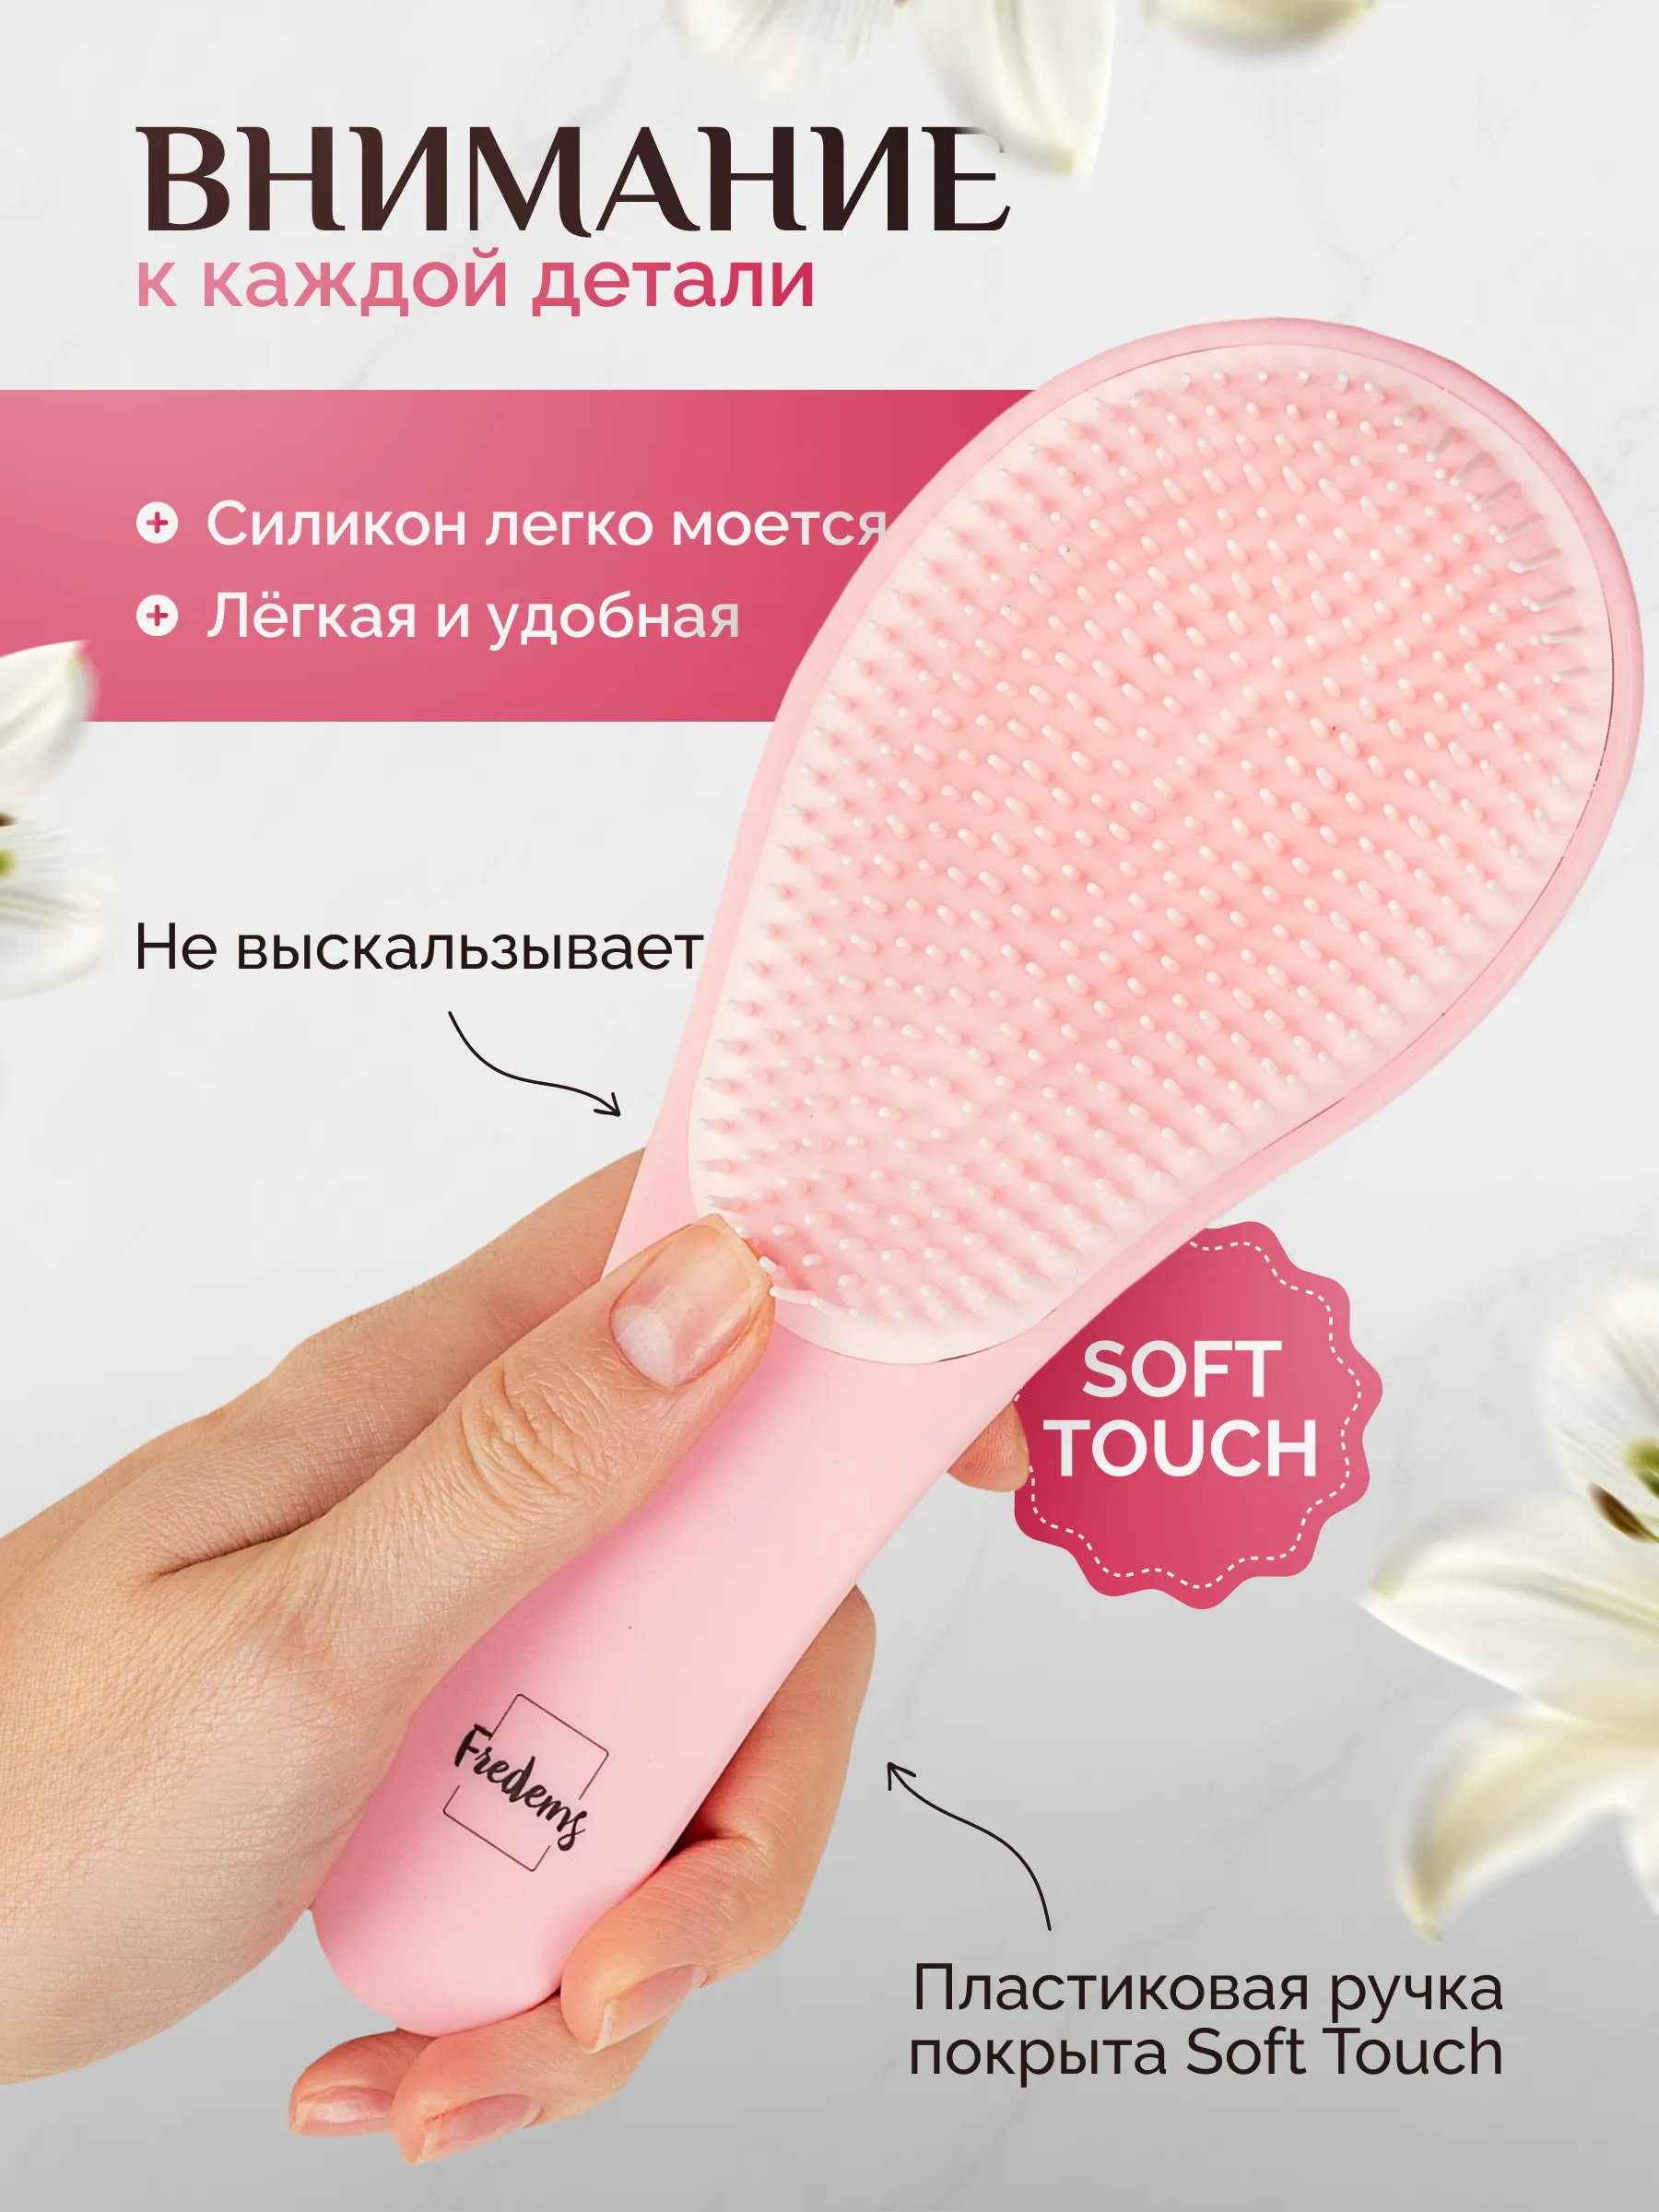 ВНИМАНИЕ
к каждой детали
Силикон легко моется
Лёгкая и удобная
Не выскальзывает
SOFT
TOUCH
Fredems
Пластиковая ручка
покрыта Soft Touch